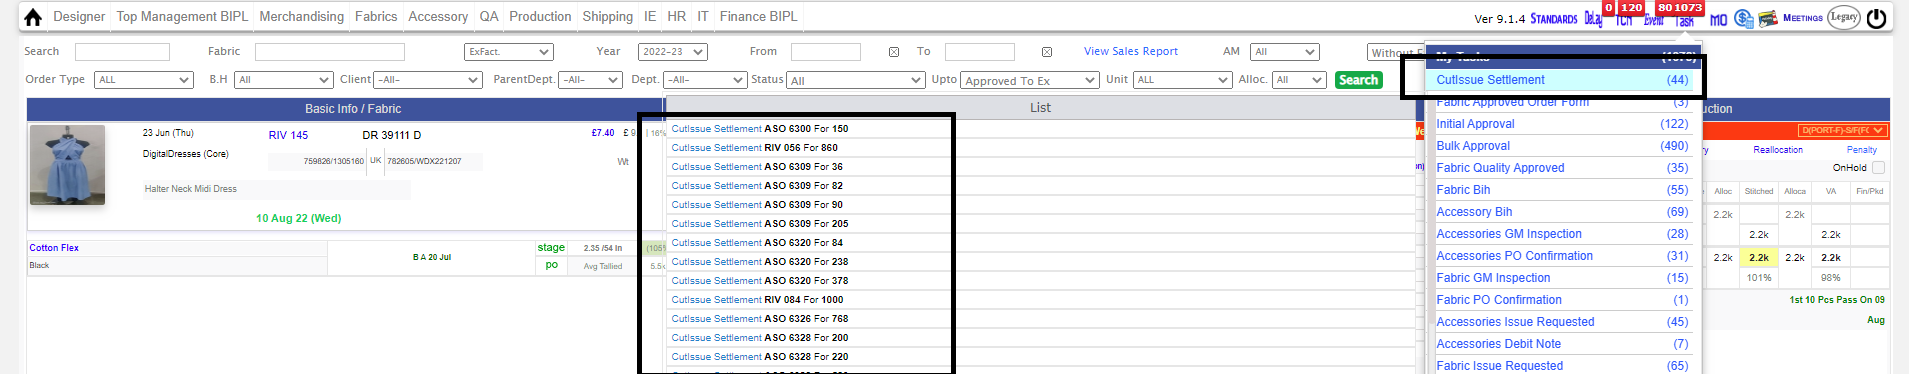 Designer Top Management BIPL Merchandising Fabrics Accessory QA Production Shipping IE HR IT Finance BIPL
Ver 9.1.4 STANDARDS Delay TCH Event Task MO MEETINGS Legacy
0 120 80 1073
Search Fabric ExFact. Year 2022-23 From To View Sales Report AM All
Order Type ALL B.H All Client -All- ParentDept. -All- Dept. -All- Status All Upto Approved To Ex Unit ALL Alloc. All Search
Basic Info / Fabric
23 Jun (Thu) RIV 145 DR 39111 D £7.40 £ 9 16%
DigitalDresses (Core) 759826/1305160 UK 782605/WDX221207 Wt
Halter Neck Midi Dress
10 Aug 22 (Wed)
Cotton Flex B A 20 Jul stage 2.35 /54 In (105%
Black po Avg Tallied 5.5k
List
CutIssue Settlement ASO 6300 For 150
CutIssue Settlement RIV 056 For 860
CutIssue Settlement ASO 6309 For 36
CutIssue Settlement ASO 6309 For 82
CutIssue Settlement ASO 6309 For 90
CutIssue Settlement ASO 6309 For 205
CutIssue Settlement ASO 6320 For 84
CutIssue Settlement ASO 6320 For 238
CutIssue Settlement ASO 6320 For 378
CutIssue Settlement RIV 084 For 1000
CutIssue Settlement ASO 6326 For 768
CutIssue Settlement ASO 6328 For 200
CutIssue Settlement ASO 6328 For 220
My Tasks (1073)
CutIssue Settlement (44)
Fabric Approved Order Form (3)
Initial Approval (122)
Bulk Approval (490)
Fabric Quality Approved (35)
Fabric Bih (55)
Accessory Bih (69)
Accessories GM Inspection (28)
Accessories PO Confirmation (31)
Fabric GM Inspection (15)
Fabric PO Confirmation (1)
Accessories Issue Requested (45)
Accessories Debit Note (7)
Fabric Issue Requested (65)
uction
D(PORT-F)-S/F(FC
Reallocation Penalty
OnHold
Alloc Stitched Alloca VA Fin/Pkd
2.2k 2.2k
2.2k 2.2k
2.2k 2.2k 2.2k 2.2k
101% 98%
1st 10 Pcs Pass On 09
Aug